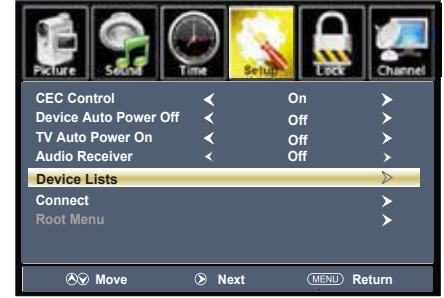 Picture Sound Time Setup Lock Channel
CEC Control On
Device Auto Power Off Off
TV Auto Power On Off
Audio Receiver Off
Device Lists
Connect
Root Menu
Move Next MENU Return